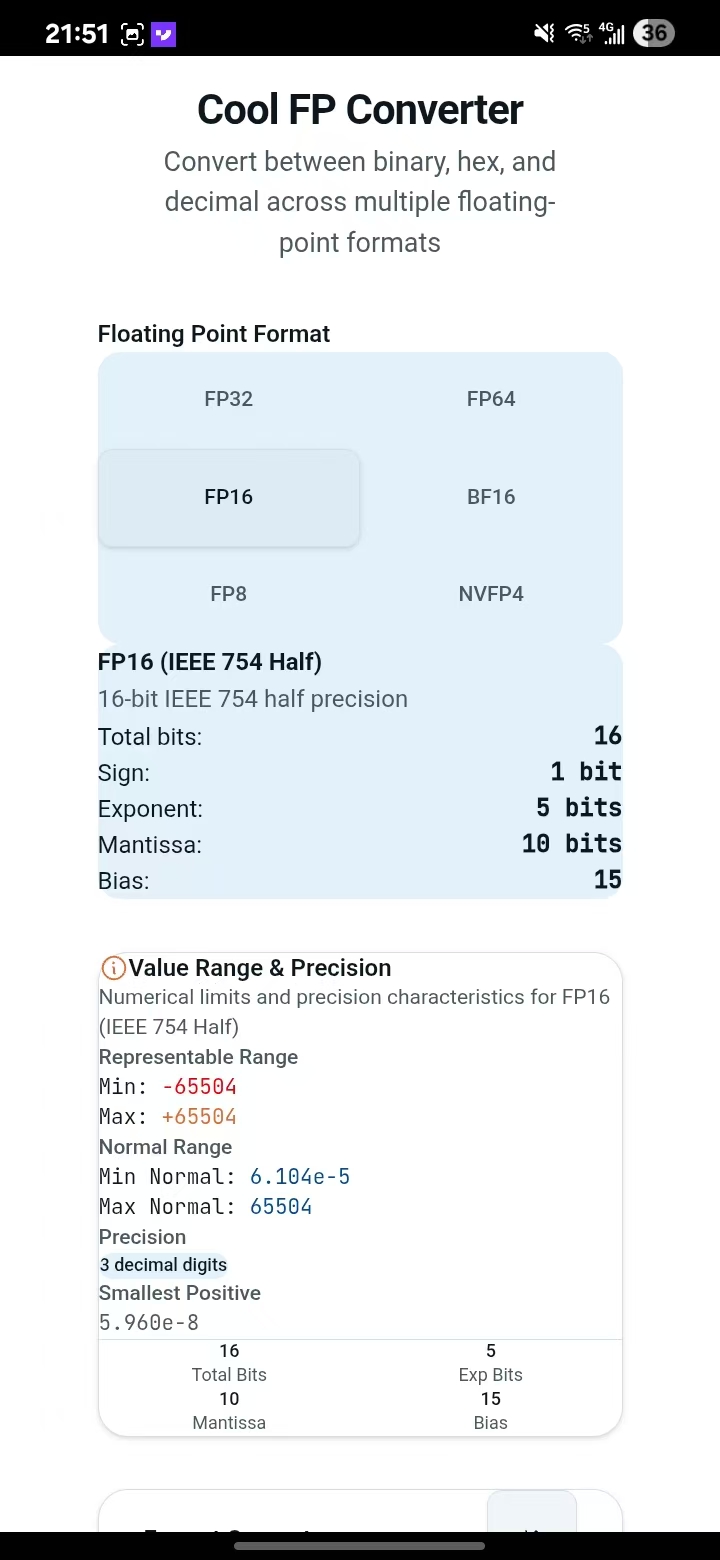 21:51
4G
36
Cool FP Converter
Convert between binary, hex, and
decimal across multiple floating-
point formats
Floating Point Format
FP32 FP64
FP16 BF16
FP8 NVFP4
FP16 (IEEE 754 Half)
16-bit IEEE 754 half precision
Total bits: 16
Sign: 1 bit
Exponent: 5 bits
Mantissa: 10 bits
Bias: 15
Value Range & Precision
Numerical limits and precision characteristics for FP16
(IEEE 754 Half)
Representable Range
Min: -65504
Max: +65504
Normal Range
Min Normal: 6.104e-5
Max Normal: 65504
Precision
3 decimal digits
Smallest Positive
5.960e-8
16 5
Total Bits Exp Bits
10 15
Mantissa Bias